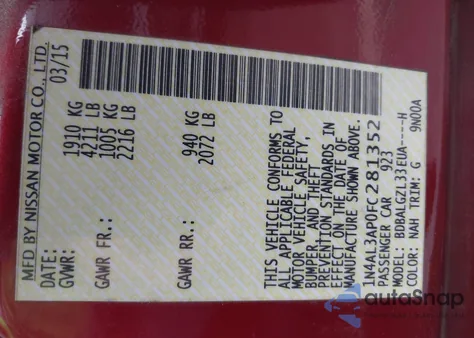 MFD BY NISSAN MOTOR CO., LTD.
DATE: 03/15
GVWR: 1910 KG
4211 LB
GAWR FR.: 1005 KG
2216 LB
GAWR RR.: 940 KG
2072 LB
THIS VEHICLE CONFORMS TO
ALL APPLICABLE FEDERAL
MOTOR VEHICLE SAFETY,
BUMPER, AND THEFT
PREVENTION STANDARDS IN
EFFECT ON THE DATE OF
MANUFACTURE SHOWN ABOVE.
1N4AL3AP0FC281352
PASSENGER CAR 923
MODEL: BDBALGZL33EUA----H
COLOR: NAH TRIM: G 9N00A
autoSnap